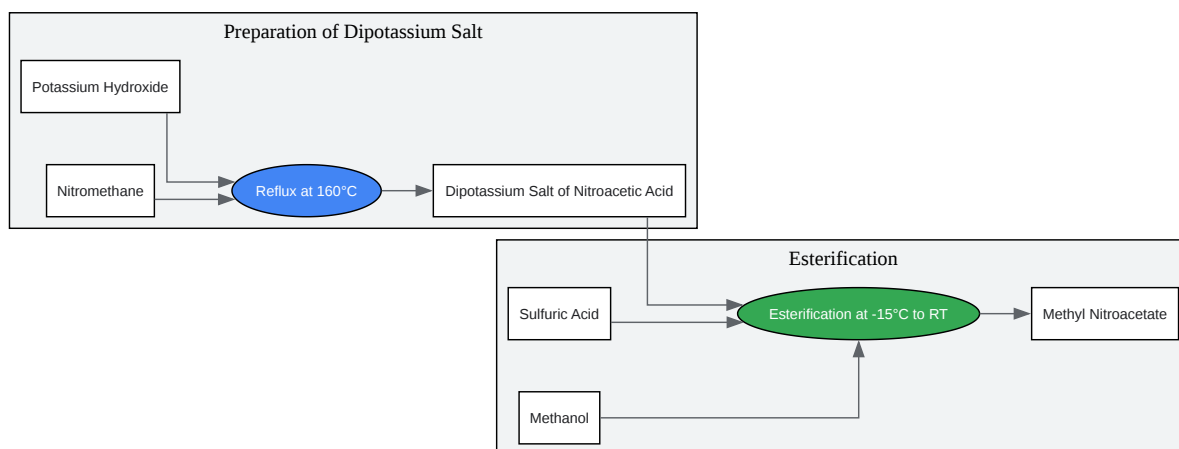 Preparation of Dipotassium Salt
Potassium Hydroxide
Nitromethane
Reflux at 160°C
Dipotassium Salt of Nitroacetic Acid
Esterification
Sulfuric Acid
Esterification at -15°C to RT
Methyl Nitroacetate
Methanol